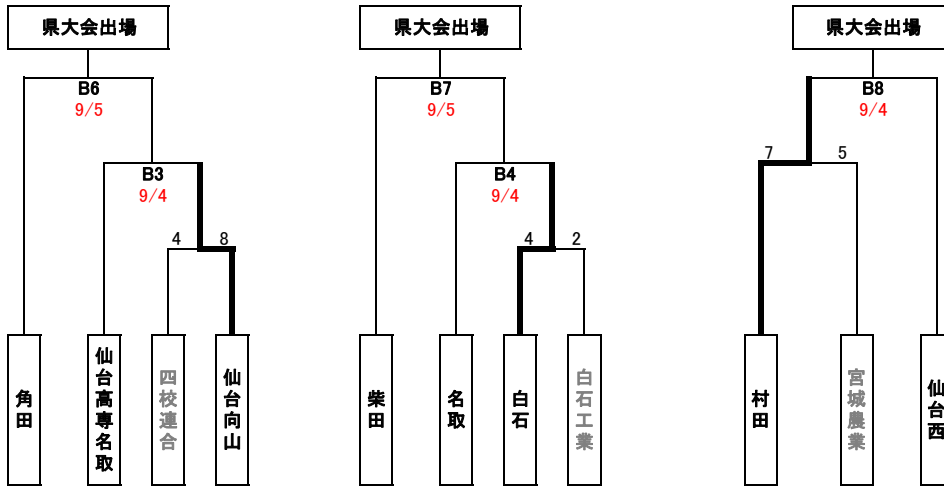 県大会出場
県大会出場
県大会出場
B6
9/5
B7
9/5
B8
9/4
7
5
B3
9/4
B4
9/4
4
8
4
2
角田
仙台高専名取
四校連合
仙台向山
柴田
名取
白石
白石工業
村田
宮城農業
仙台西